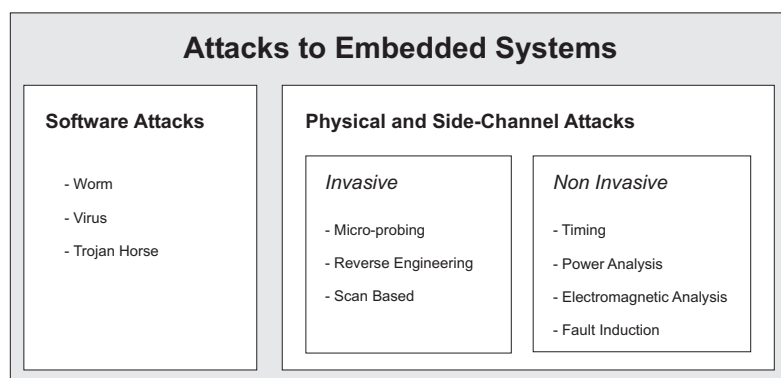 Attacks to Embedded Systems
Software Attacks
- Worm
- Virus
- Trojan Horse
Physical and Side-Channel Attacks
Invasive
- Micro-probing
- Reverse Engineering
- Scan Based
Non Invasive
- Timing
- Power Analysis
- Electromagnetic Analysis
- Fault Induction